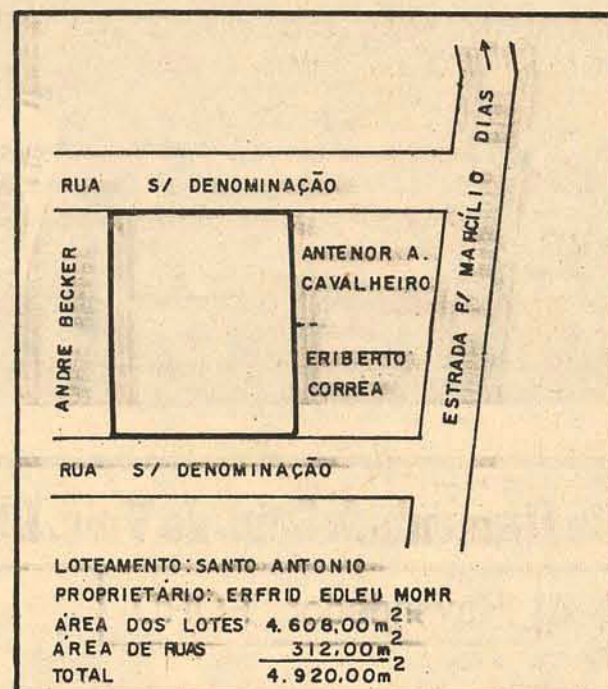 ESTRADA P/ MARCÍLIO DIAS
RUA S/ DENOMINAÇÃO
ANDRE BECKER
ANTENOR A.
CAVALHEIRO
ERIBERTO
CORRÊA
RUA S/ DENOMINAÇÃO
LOTEAMENTO: SANTO ANTONIO
PROPRIETÁRIO: ERFRID EDLEU MOHR
ÁREA DOS LOTES 4.608,00m²
ÁREA DE RUAS 312,00m²
TOTAL 4.920,00m²